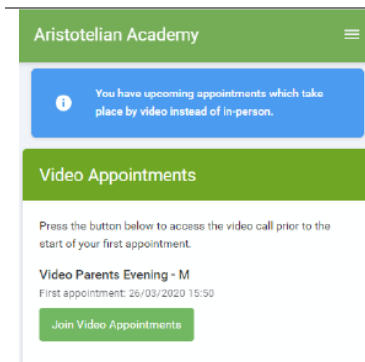 Aristotelian Academy
You have upcoming appointments which take
place by video instead of in-person.
Video Appointments
Press the button below to access the video call prior to the
start of your first appointment.
Video Parents Evening - M
First appointment: 26/03/2020 15:50
Join Video Appointments